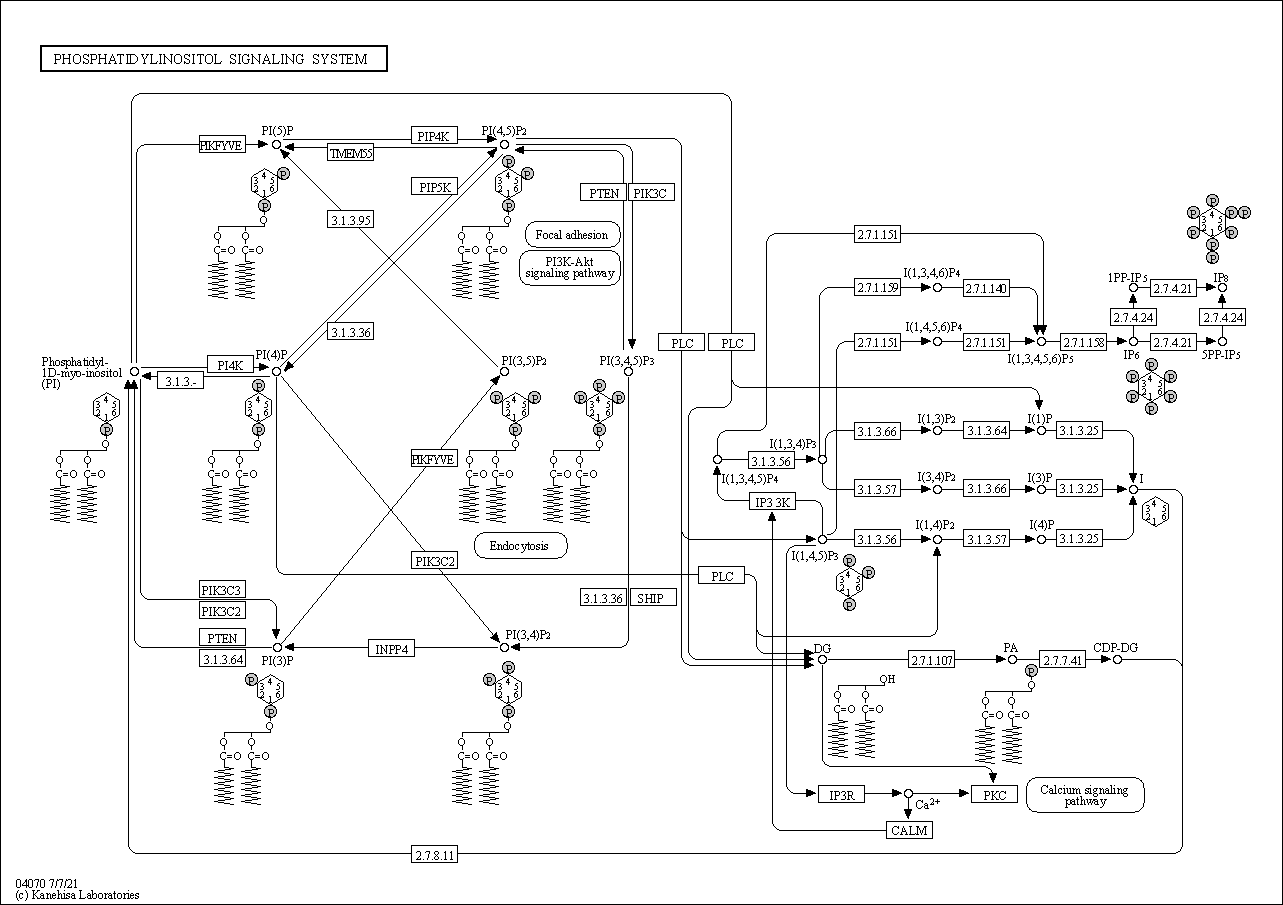 PHOSPHATIDYLINOSITOL SIGNALING SYSTEM
PI(5)P
PI(4,5)P2
PIKFYVE
PIP4K
TMEM55
PIP5K
PTEN
PIK3C
3.1.3.95
Focal adhesion
PI3K-Akt
signaling pathway
3.1.3.36
Phosphatidyl-
1D-myo-inositol
(PI)
PI4K
PI(4)P
3.1.3.-
PI(3,5)P2
PI(3,4,5)P3
PLC
PLC
PIKFYVE
Endocytosis
PIK3C2
PLC
PIK3C3
PIK3C2
PTEN
3.1.3.64
PI(3)P
INPP4
PI(3,4)P2
3.1.3.36
SHIP
2.7.1.151
2.7.1.159
I(1,3,4,6)P4
2.7.1.140
2.7.1.151
I(1,4,5,6)P4
2.7.1.151
I(1,3,4,5,6)P5
2.7.1.158
IP6
1PP-IP5
2.7.4.21
IP8
2.7.4.24
2.7.4.24
2.7.4.21
5PP-IP5
I(1,3,4)P3
3.1.3.56
I(1,3,4,5)P4
IP3 3K
I(1,4,5)P3
3.1.3.66
I(1,3)P2
3.1.3.64
I(1)P
3.1.3.25
3.1.3.57
I(3,4)P2
3.1.3.66
I(3)P
3.1.3.25
I
3.1.3.56
I(1,4)P2
3.1.3.57
I(4)P
3.1.3.25
DG
2.7.1.107
PA
2.7.7.41
CDP-DG
OH
IP3R
Ca2+
PKC
CALM
Calcium signaling
pathway
2.7.8.11
04070 7/7/21
(c) Kanehisa Laboratories